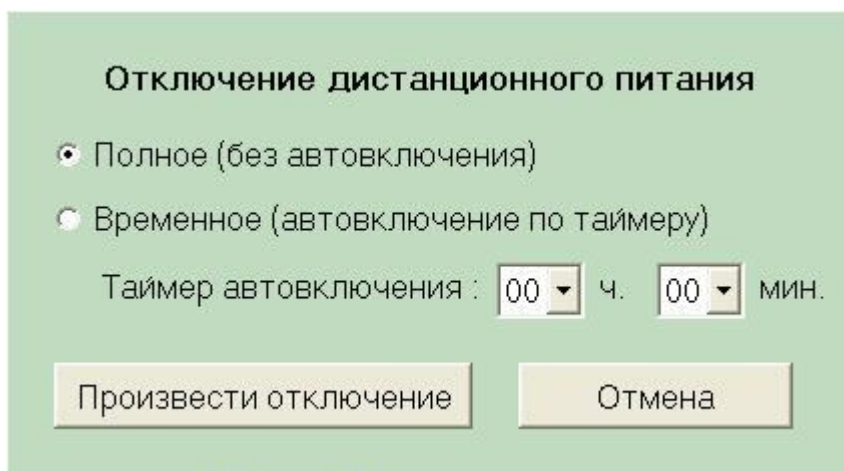 Отключение дистанционного питания
Полное (без автовключения)
Временное (автовключение по таймеру)
Таймер автовключения : 00 ч. 00 мин.
Произвести отключение Отмена